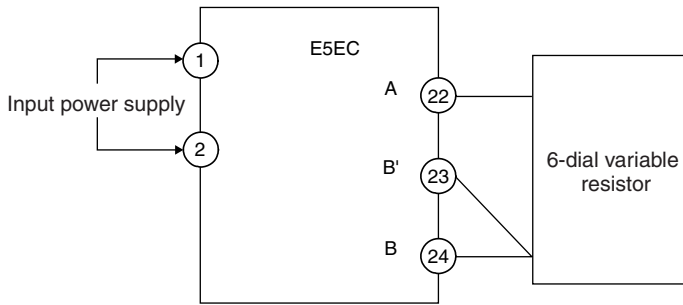 E5EC
1
Input power supply
2
A
22
B'
23
B
24
6-dial variable
resistor